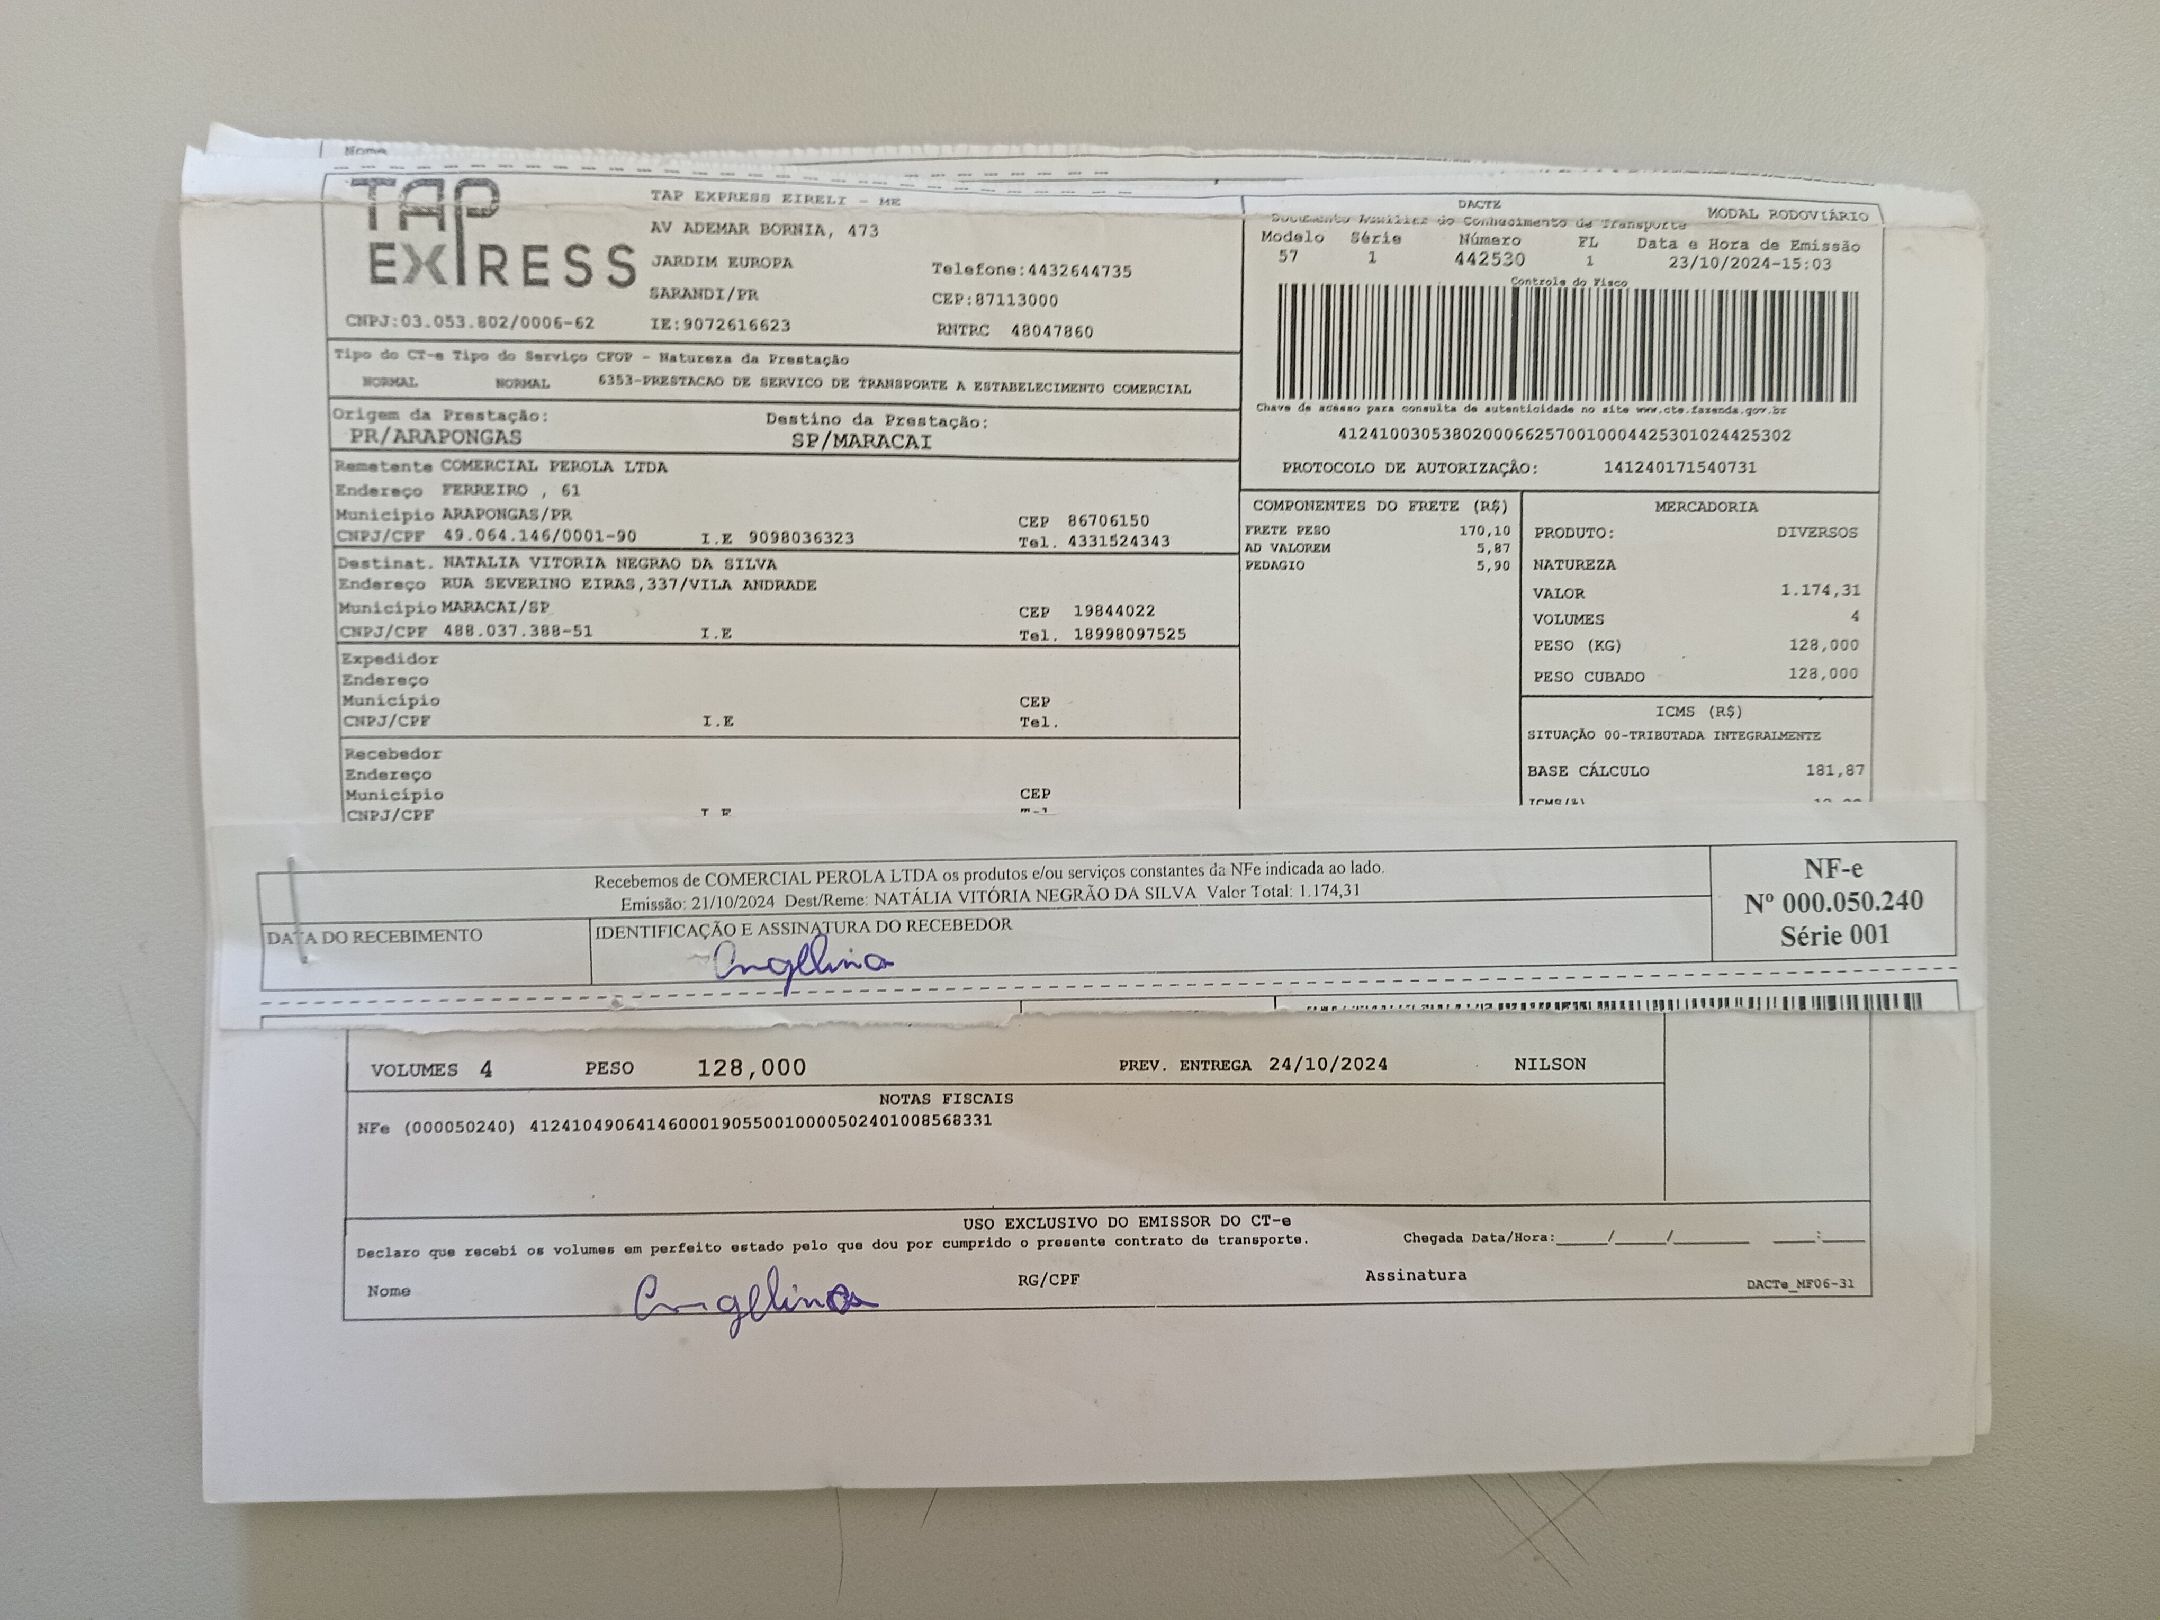 Nome
TAP EXPRESS
TAP EXPRESS EIRELI - ME
AV ADEMAR BORNIA, 473
JARDIM EUROPA Telefone:4432644735
SARANDI/PR CEP:87113000
CNPJ:03.053.802/0006-62 IE:9072616623 RNTRC 48047860
DACTE
Documento Auxiliar do Conhecimento de Transporte MODAL RODOVIÁRIO
Modelo Série Número FL Data e Hora de Emissão
57 1 442530 1 23/10/2024-15:03
Controle do Fisco
Chave de acesso para consulta de autenticidade no site www.cte.fazenda.gov.br
41241003053802000662570010004425301024425302
PROTOCOLO DE AUTORIZAÇÃO: 141240171540731
Tipo do CT-e Tipo do Serviço CFOP - Natureza da Prestação
NORMAL NORMAL 6353-PRESTACAO DE SERVICO DE TRANSPORTE A ESTABELECIMENTO COMERCIAL
Origem da Prestação: Destino da Prestação:
PR/ARAPONGAS SP/MARACAI
Remetente COMERCIAL PEROLA LTDA
Endereço FERREIRO , 61
Município ARAPONGAS/PR CEP 86706150
CNPJ/CPF 49.064.146/0001-90 I.E 9098036323 Tel. 4331524343
Destinat. NATALIA VITORIA NEGRAO DA SILVA
Endereço RUA SEVERINO EIRAS,337/VILA ANDRADE
Município MARACAI/SP CEP 19844022
CNPJ/CPF 488.037.388-51 I.E Tel. 18998097525
Expedidor
Endereço
Município CEP
CNPJ/CPF I.E Tel.
Recebedor
Endereço
Município CEP
CNPJ/CPF I.E
COMPONENTES DO FRETE (R$)
FRETE PESO 170,10
AD VALOREM 5,87
PEDAGIO 5,90
MERCADORIA
PRODUTO: DIVERSOS
NATUREZA
VALOR 1.174,31
VOLUMES 4
PESO (KG) 128,000
PESO CUBADO 128,000
ICMS (R$)
SITUAÇÃO 00-TRIBUTADA INTEGRALMENTE
BASE CÁLCULO 181,87
Recebemos de COMERCIAL PEROLA LTDA os produtos e/ou serviços constantes da NFe indicada ao lado.
Emissão: 21/10/2024 Dest/Reme: NATÁLIA VITÓRIA NEGRÃO DA SILVA Valor Total: 1.174,31
DATA DO RECEBIMENTO IDENTIFICAÇÃO E ASSINATURA DO RECEBEDOR
Angelina
NF-e
Nº 000.050.240
Série 001
VOLUMES 4 PESO 128,000 PREV. ENTREGA 24/10/2024 NILSON
NOTAS FISCAIS
NFe (000050240) 41241049064146000190550010000502401008568331
USO EXCLUSIVO DO EMISSOR DO CT-e
Declaro que recebi os volumes em perfeito estado pelo que dou por cumprido o presente contrato de transporte. Chegada Data/Hora:_____/_____/_______ ____:____
Nome Angelina RG/CPF Assinatura DACTe_MF06-31